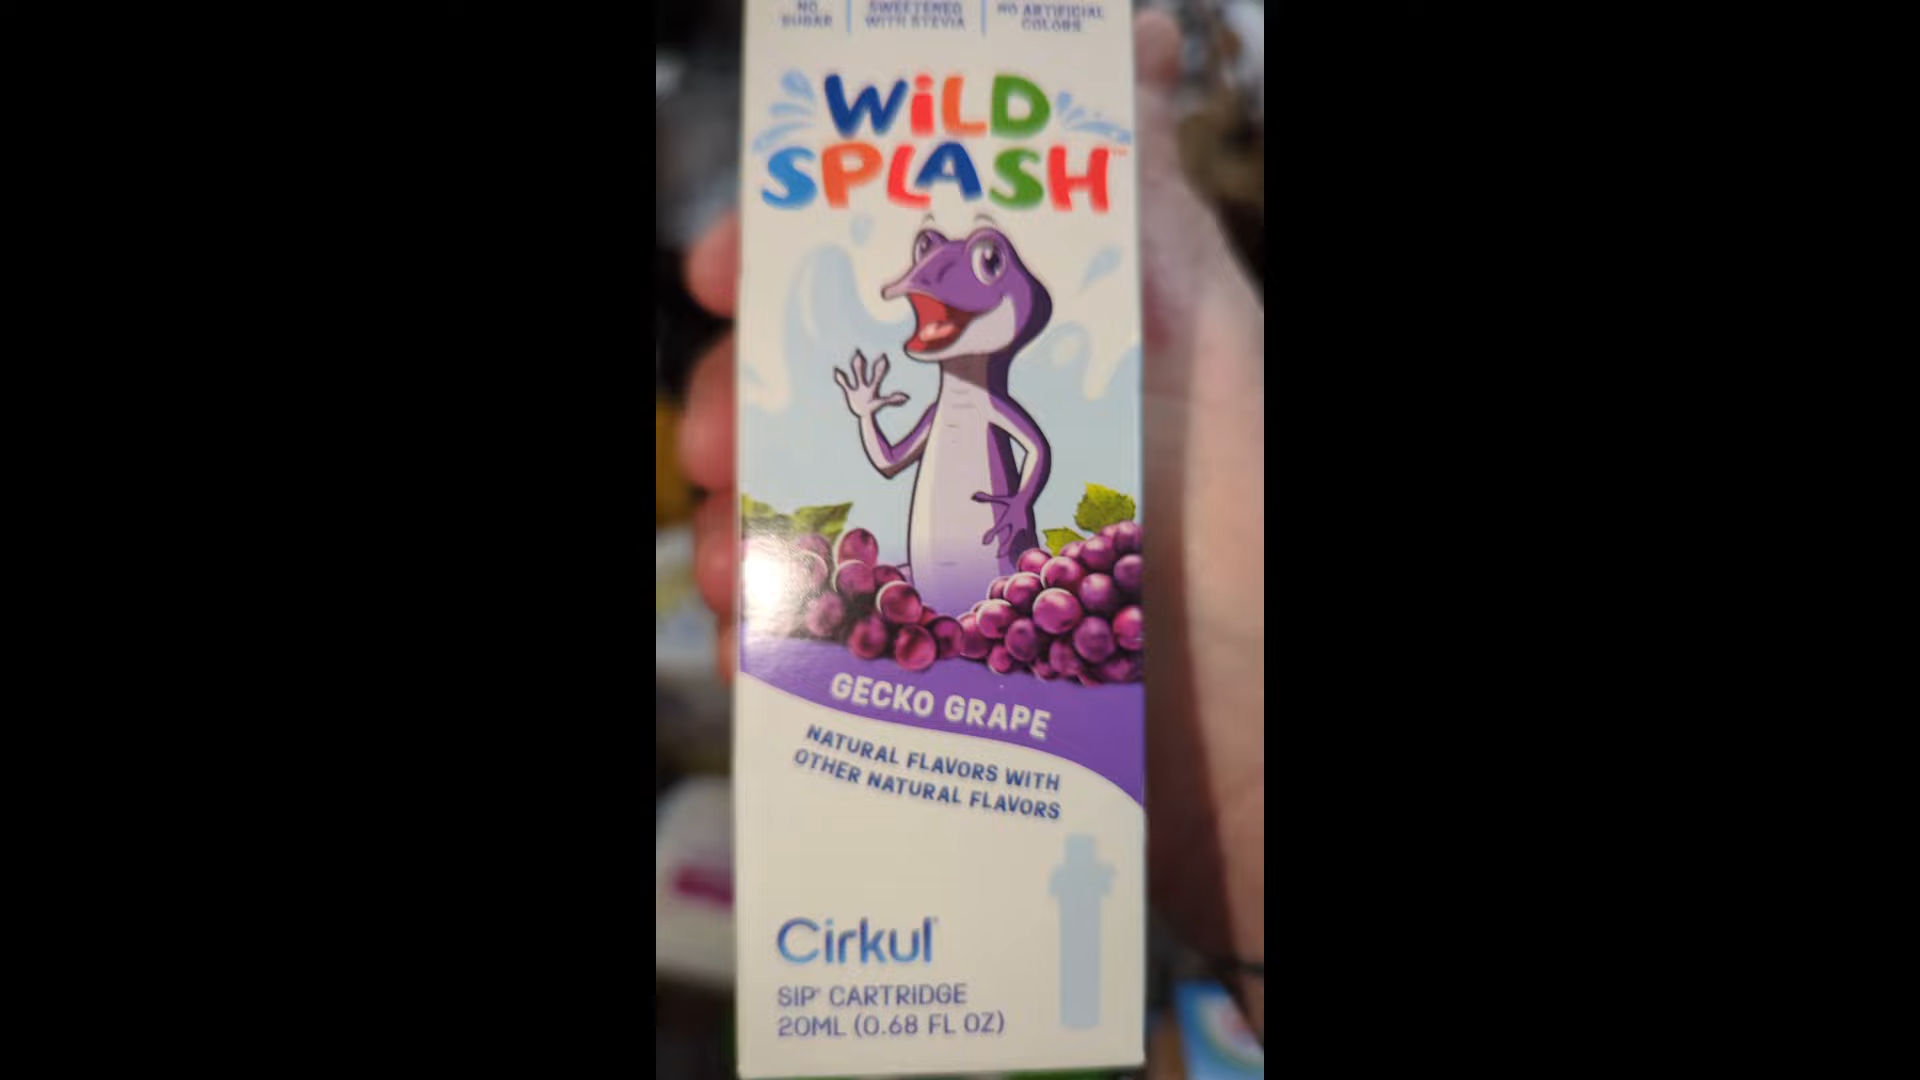 NO SUGAR
SWEETENED WITH STEVIA
NO ARTIFICIAL COLORS
WiLD
SPLASH™
GECKO GRAPE
NATURAL FLAVORS WITH
OTHER NATURAL FLAVORS
Cirkul
SIP® CARTRIDGE
20ML (0.68 FL OZ)